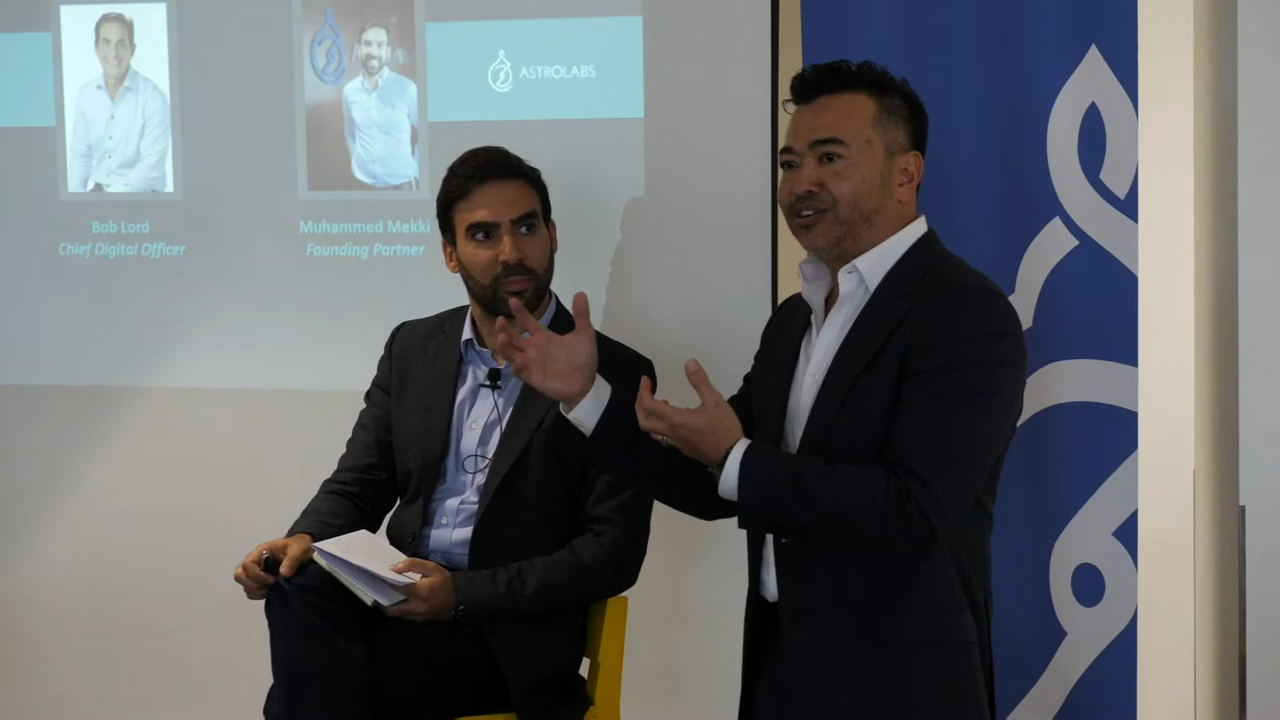 ASTROLABS
Bob Lord
Chief Digital Officer
Muhammed Mekki
Founding Partner